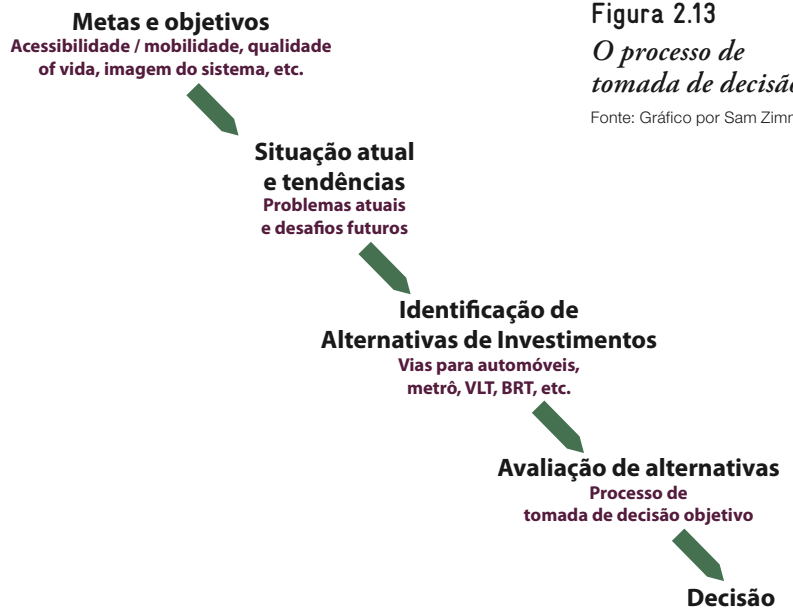 Metas e objetivos
Acessibilidade / mobilidade, qualidade
of vida, imagem do sistema, etc.
Figura 2.13
O processo de
tomada de decisão
Fonte: Gráfico por Sam
Situação atual
e tendências
Problemas atuais
e desafios futuros
Identificação de
Alternativas de Investimentos
Vias para automóveis,
metrô, VLT, BRT, etc.
Avaliação de alternativas
Processo de
tomada de decisão objetivo
Decisão